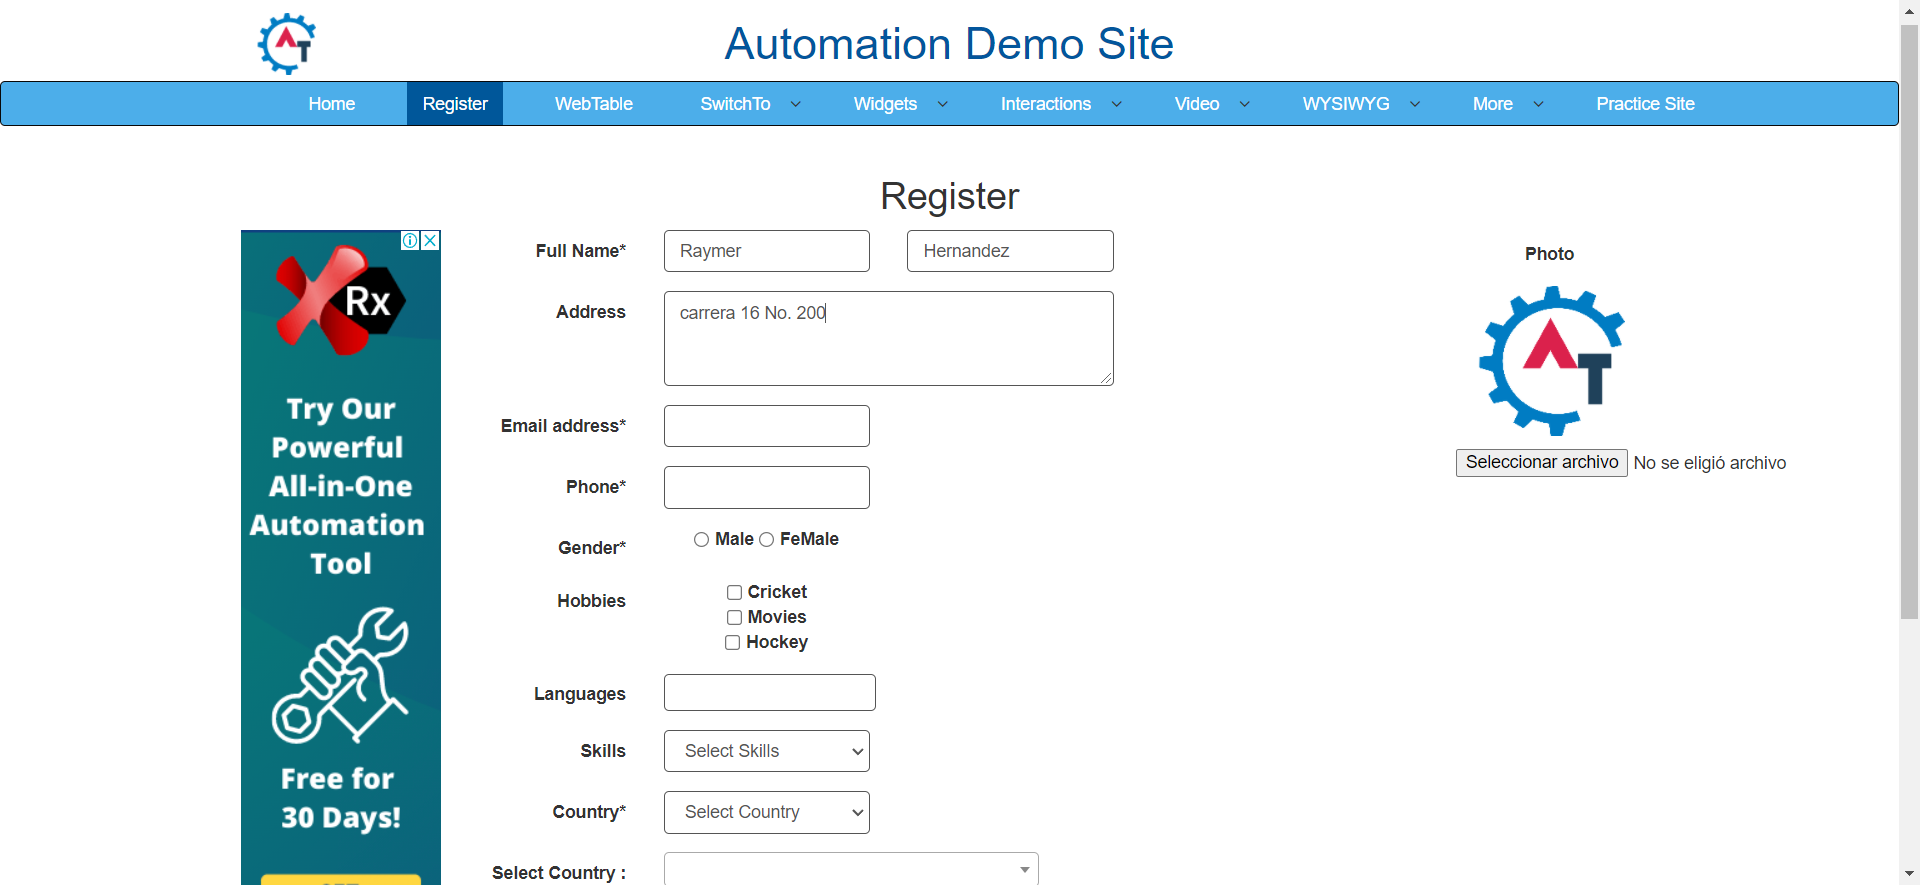 AT
Automation Demo Site
Home Register WebTable SwitchTo Widgets Interactions Video WYSIWYG More Practice Site
Register
Rx
Try Our
Powerful
All-in-One
Automation
Tool
Free for
30 Days!
Full Name* Raymer Hernandez
Address carrera 16 No. 200
Email address*
Phone*
Gender* Male FeMale
Hobbies Cricket
Movies
Hockey
Languages
Skills Select Skills
Country* Select Country
Select Country :
Photo
AT
Seleccionar archivo No se eligió archivo